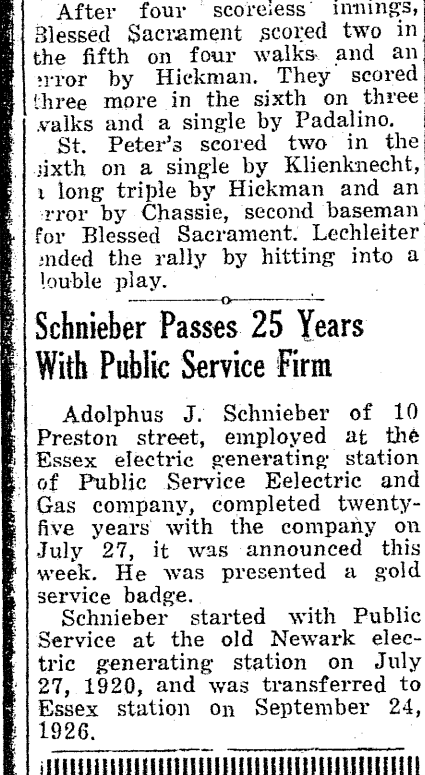 After four scoreless innings,
Blessed Sacrament scored two in
the fifth on four walks and an
error by Hickman. They scored
three more in the sixth on three
walks and a single by Padalino.
St. Peter's scored two in the
sixth on a single by Klienknecht,
a long triple by Hickman and an
error by Chassie, second baseman
for Blessed Sacrament. Lechleiter
ended the rally by hitting into a
double play.
Schnieber Passes 25 Years
With Public Service Firm
Adolphus J. Schnieber of 10
Preston street, employed at the
Essex electric generating station
of Public Service Eelectric and
Gas company, completed twenty-
five years with the company on
July 27, it was announced this
week. He was presented a gold
service badge.
Schnieber started with Public
Service at the old Newark elec-
tric generating station on July
27, 1920, and was transferred to
Essex station on September 24,
1926.